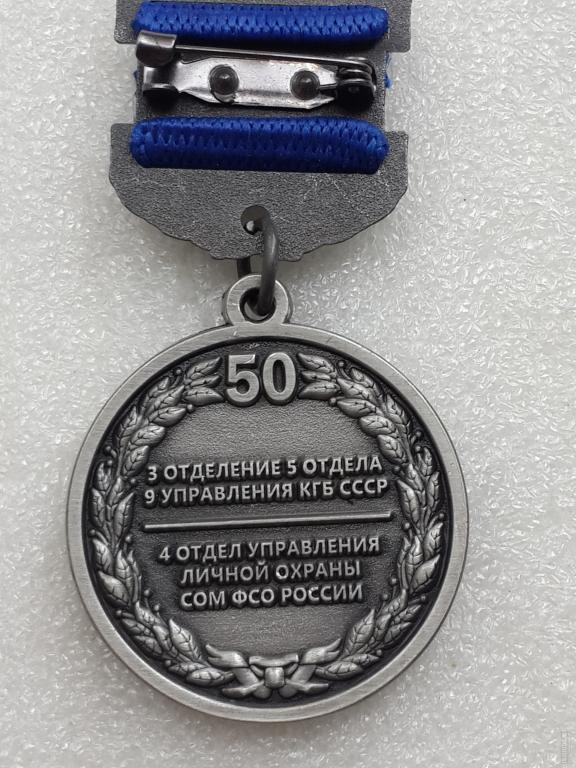 50
3 ОТДЕЛЕНИЕ 5 ОТДЕЛА
9 УПРАВЛЕНИЯ КГБ СССР
4 ОТДЕЛ УПРАВЛЕНИЯ
ЛИЧНОЙ ОХРАНЫ
СОМ ФСО РОССИИ